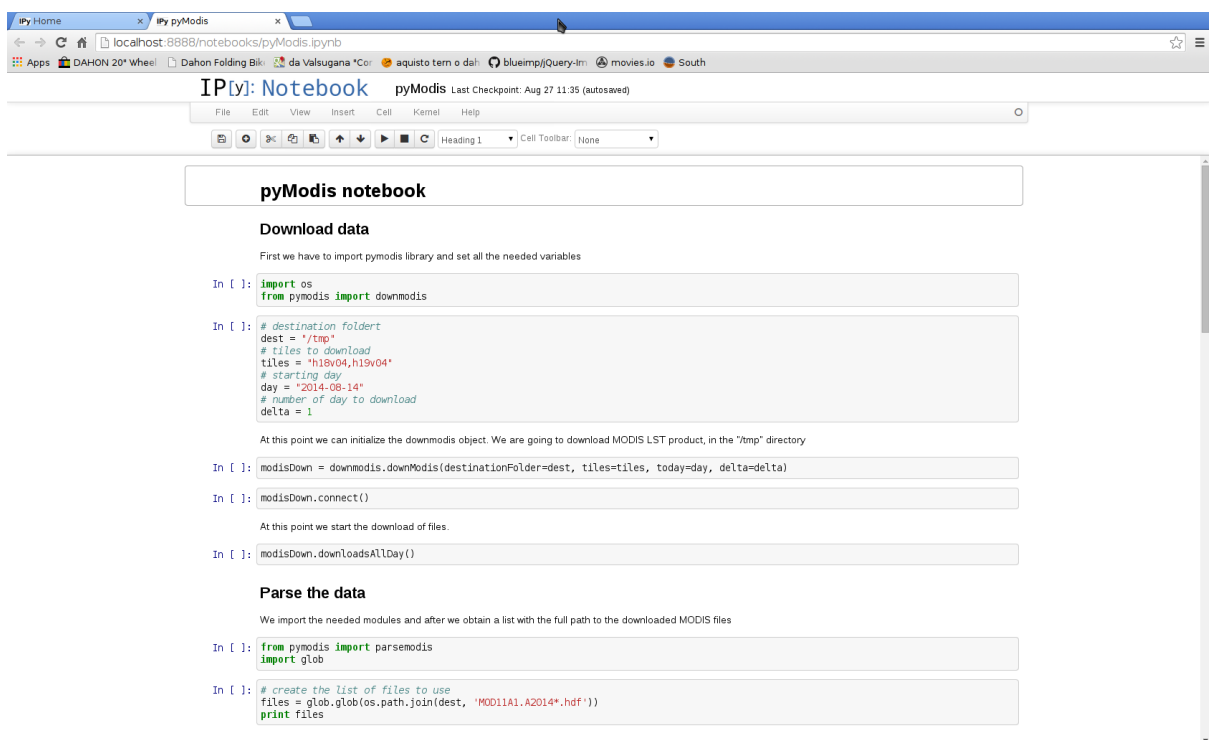 IPy Home
IPy pyModis
localhost:8888/notebooks/pyModis.ipynb
Apps DAHON 20" Wheel Dahon Folding Bik da Valsugana "Cor aquisto tern o dah blueimp/jQuery-Im movies.io South
IP[y]: Notebook pyModis Last Checkpoint: Aug 27 11:35 (autosaved)
File Edit View Insert Cell Kernel Help
Heading 1 Cell Toolbar: None
pyModis notebook
Download data
First we have to import pymodis library and set all the needed variables
In [ ]: import os
from pymodis import downmodis
In [ ]: # destination foldert
dest = "/tmp"
# tiles to download
tiles = "h18v04,h19v04"
# starting day
day = "2014-08-14"
# number of day to download
delta = 1
At this point we can initialize the downmodis object. We are going to download MODIS LST product, in the "/tmp" directory
In [ ]: modisDown = downmodis.downModis(destinationFolder=dest, tiles=tiles, today=day, delta=delta)
In [ ]: modisDown.connect()
At this point we start the download of files.
In [ ]: modisDown.downloadsAllDay()
Parse the data
We import the needed modules and after we obtain a list with the full path to the downloaded MODIS files
In [ ]: from pymodis import parsemodis
import glob
In [ ]: # create the list of files to use
files = glob.glob(os.path.join(dest, 'MOD11A1.A2014*.hdf'))
print files